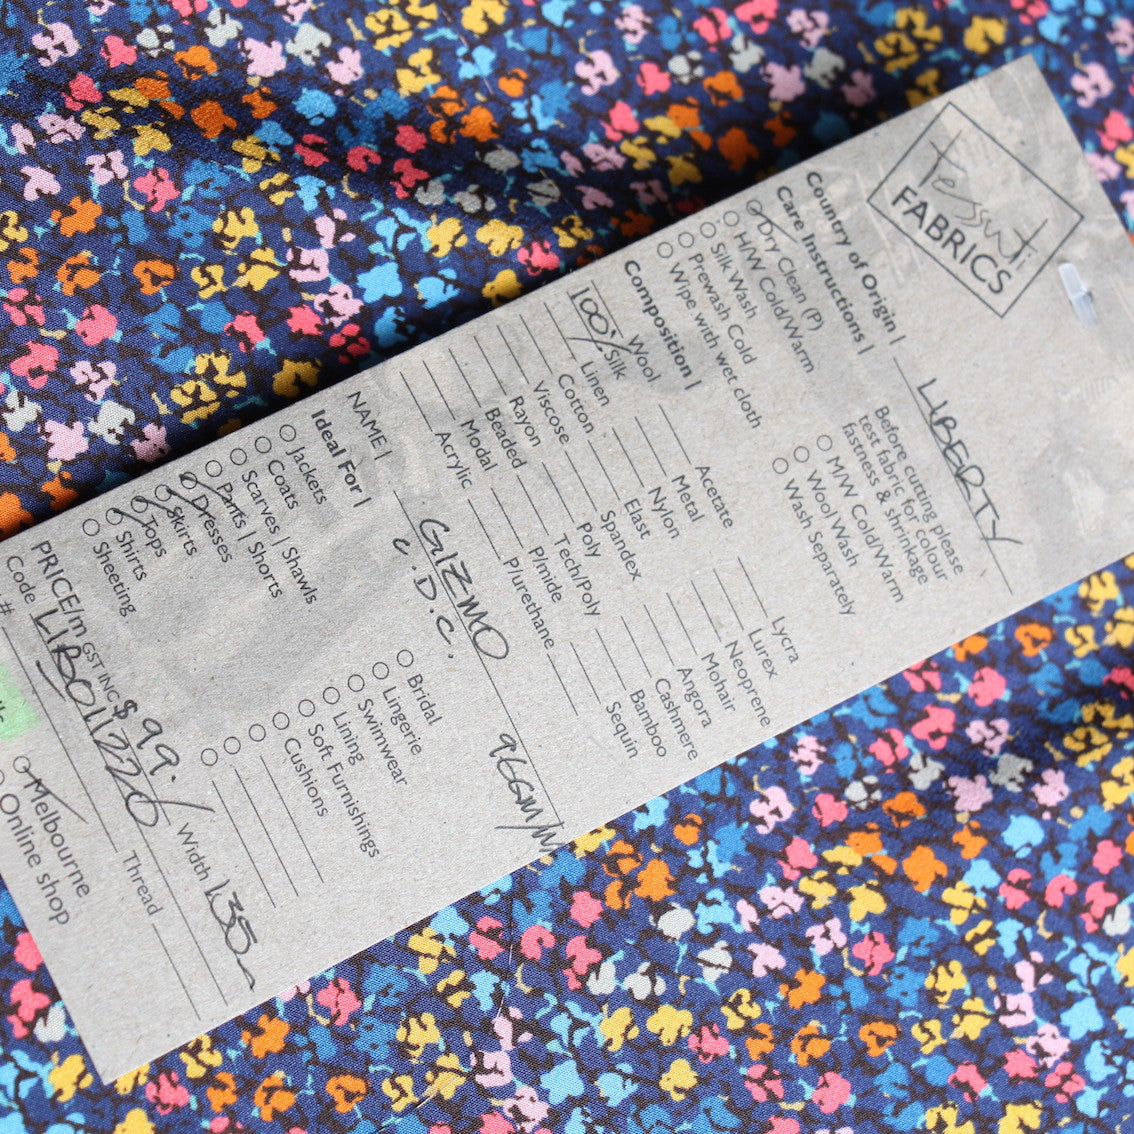 Tessuti
FABRICS
Country of Origin | LIBERTY
Care Instructions |
Before cutting please
test fabric for colour
fastness & shrinkage
Dry Clean (P)
H/W Cold/Warm
Silk Wash
Prewash Cold
Wipe with wet cloth
M/W Cold/Warm
Wool Wash
Wash Separately
Composition |
Wool
100% Silk
Linen
Cotton
Viscose
Rayon
Beaded
Modal
Acrylic
Acetate
Metal
Nylon
Elast
Spandex
Poly
Tech/Poly
P/mide
P/urethane
Lycra
Lurex
Neoprene
Mohair
Angora
Cashmere
Bamboo
Sequin
NAME | GIZMO 96GM/M
C.D.C.
Ideal For |
Jackets
Coats
Scarves | Shawls
Pants | Shorts
Dresses
Skirts
Tops
Shirts
Sheeting
Bridal
Lingerie
Swimwear
Lining
Soft Furnishings
Cushions
PRICE/m GST INC $99. Width 135
Code LIB011220
# Thread
Melbourne
Online shop